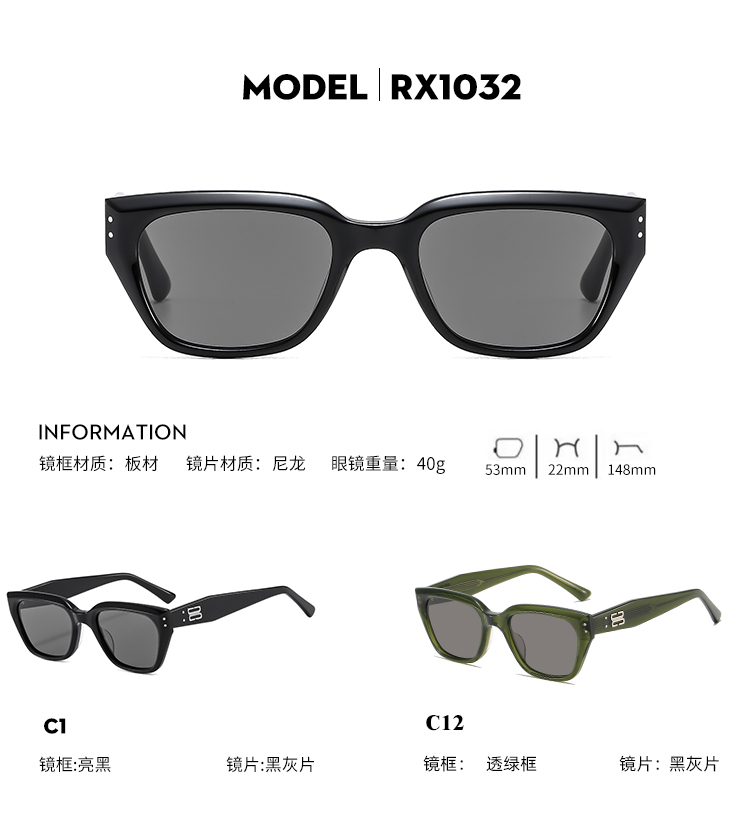 MODEL | RX1032
INFORMATION
镜框材质：板材 镜片材质：尼龙 眼镜重量：40g
53mm 22mm 148mm
C1
C12
镜框:亮黑 镜片:黑灰片
镜框： 透绿框 镜片：黑灰片